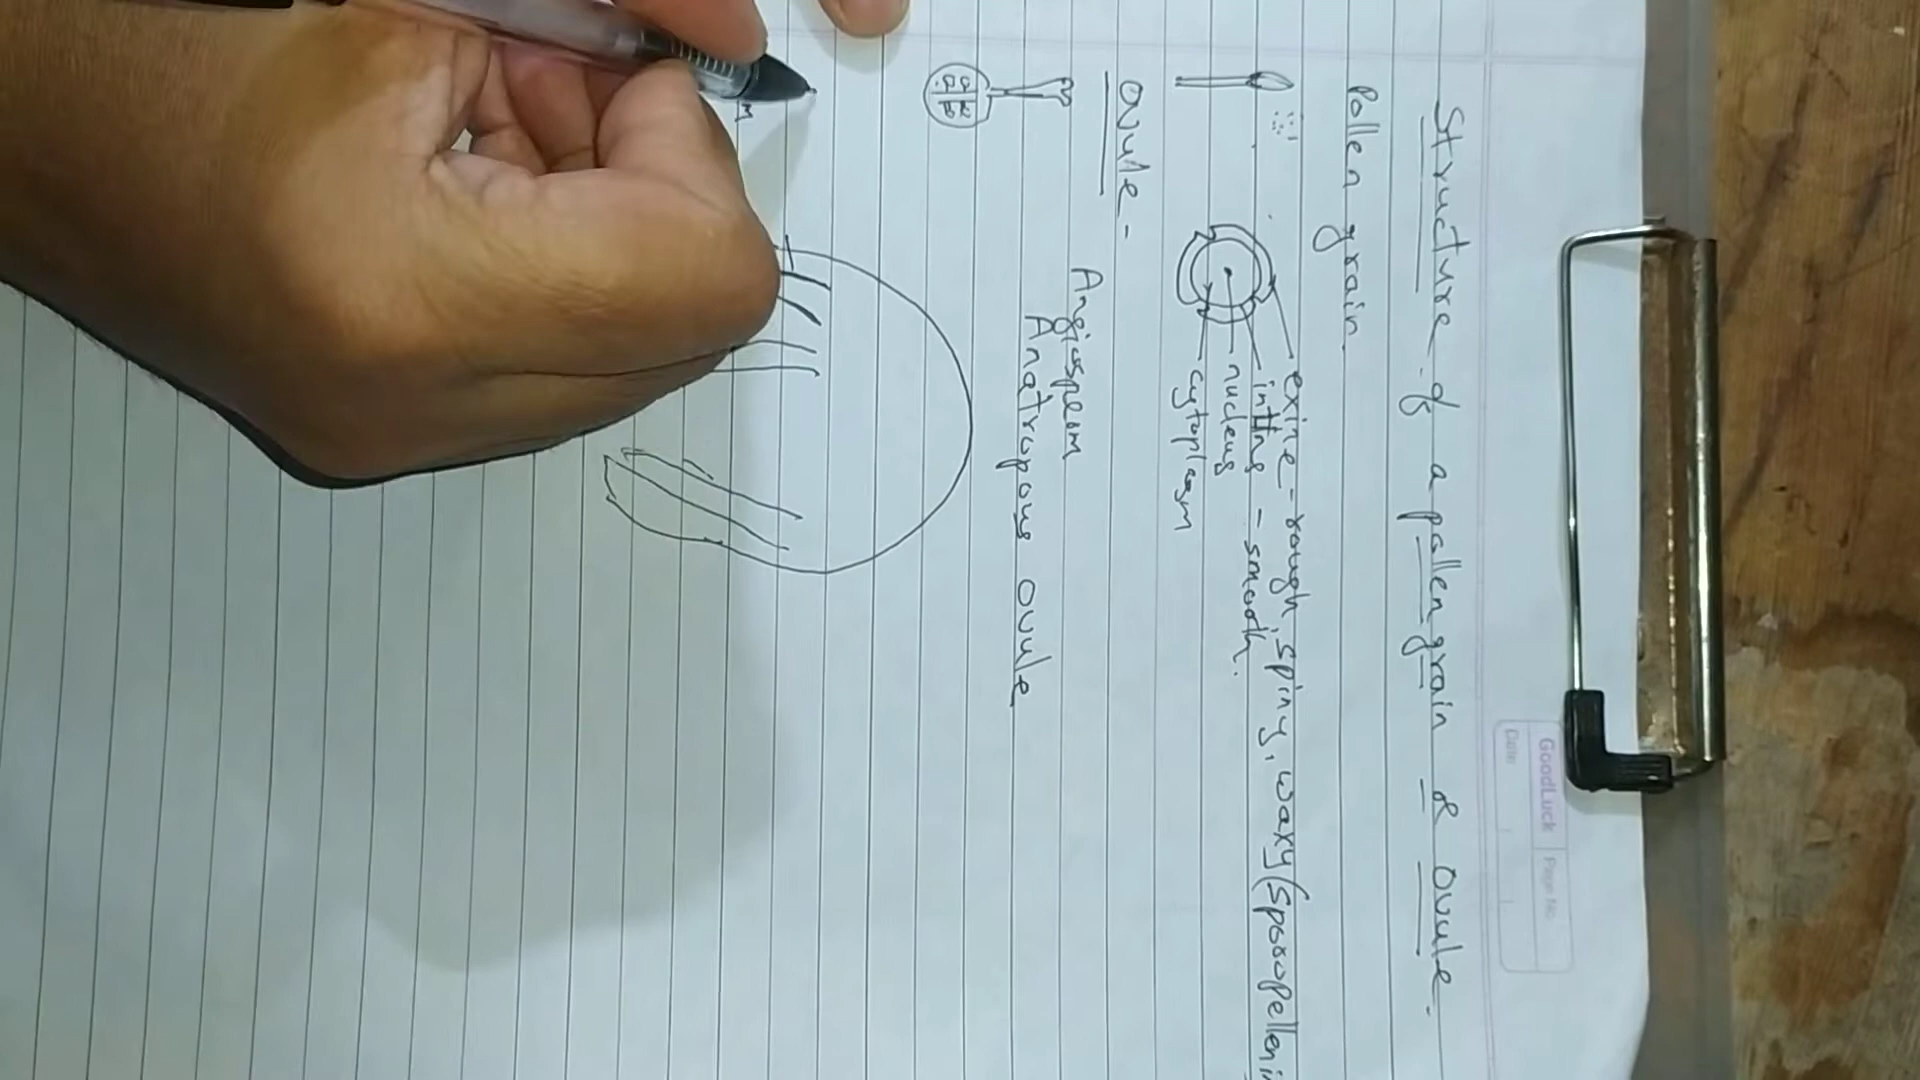 GoodLuck
Page No.
Date
Structure of a pollen grain & ovule.
Pollen grain.
exine - rough, spiny, waxy (sporopollenin
intine - smooth.
nucleus
cytoplasm
Ovule -
Angiosperm
Anatropous ovule
M